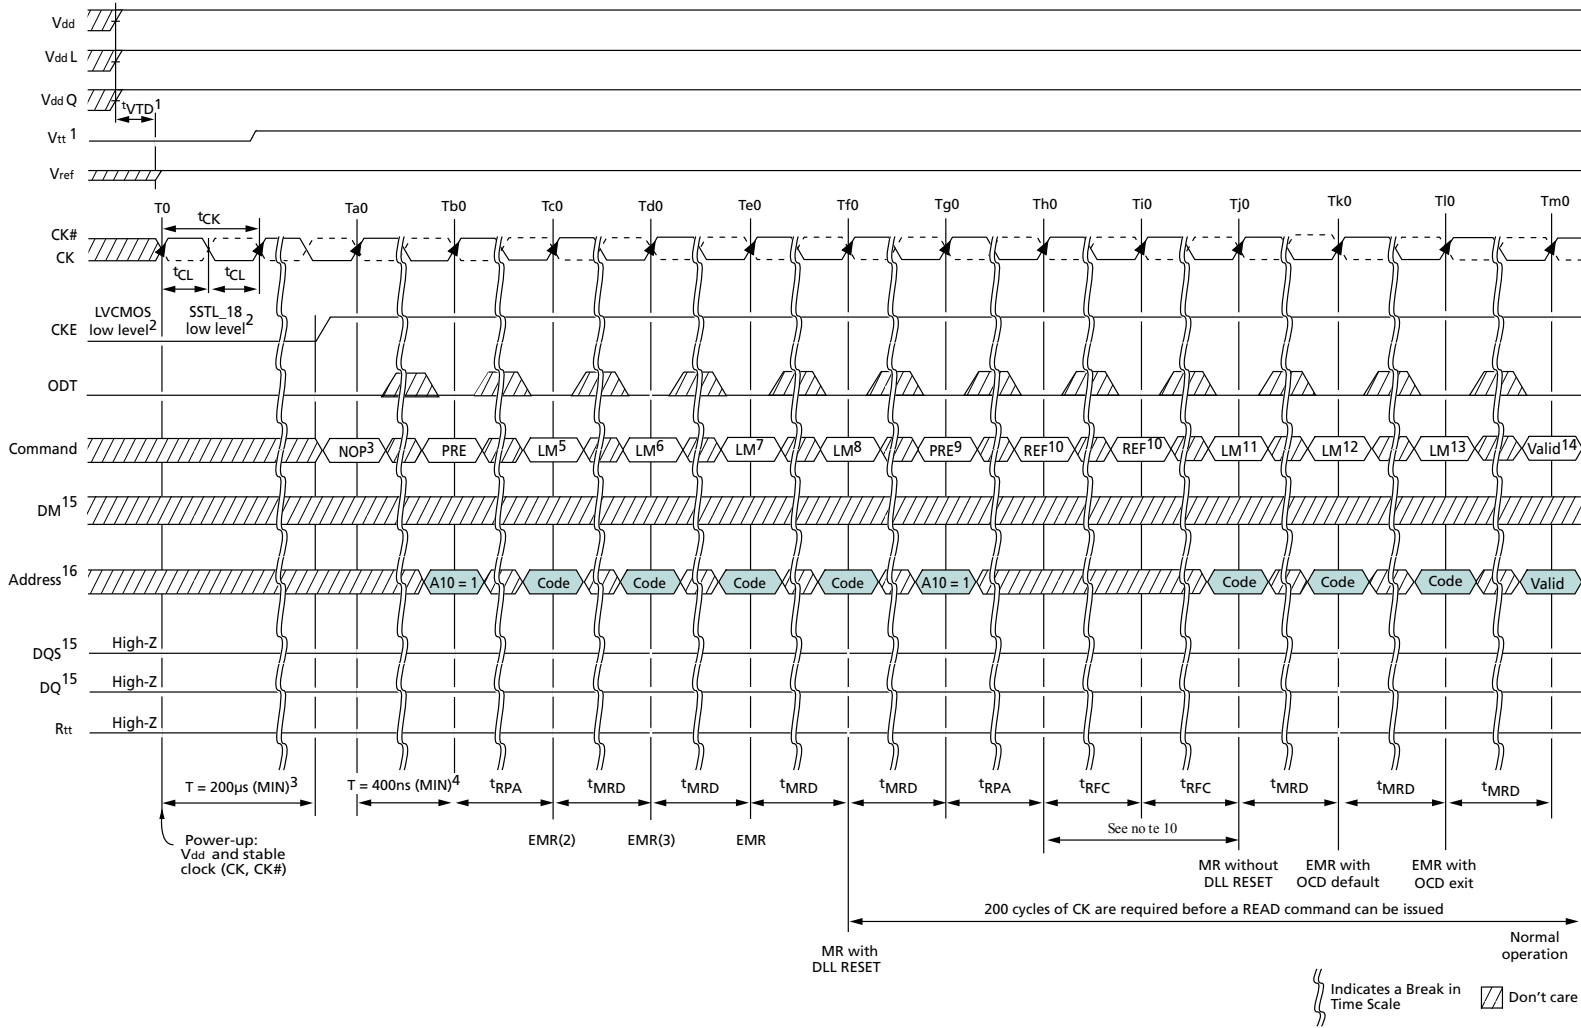 Vdd
Vdd L
Vdd Q
tVTD1
Vtt 1
Vref
T0 Ta0 Tb0 Tc0 Td0 Te0 Tf0 Tg0 Th0 Ti0 Tj0 Tk0 Tl0 Tm0
tCK
CK#
CK
tCL tCL
LVCMOS low level2
SSTL_18 low level2
CKE
ODT
Command NOP3 PRE LM5 LM6 LM7 LM8 PRE9 REF10 REF10 LM11 LM12 LM13 Valid14
DM15
Address16 A10 = 1 Code Code Code Code A10 = 1 Code Code Code Valid
DQS15 High-Z
DQ15 High-Z
Rtt High-Z
T = 200µs (MIN)3 T = 400ns (MIN)4 tRPA tMRD tMRD tMRD tMRD tRPA tRFC tRFC tMRD tMRD tMRD
Power-up:
Vdd and stable
clock (CK, CK#)
EMR(2) EMR(3) EMR
See no te 10
MR without
DLL RESET
EMR with
OCD default
EMR with
OCD exit
200 cycles of CK are required before a READ command can be issued
MR with
DLL RESET
Normal
operation
Indicates a Break in
Time Scale
Don't care